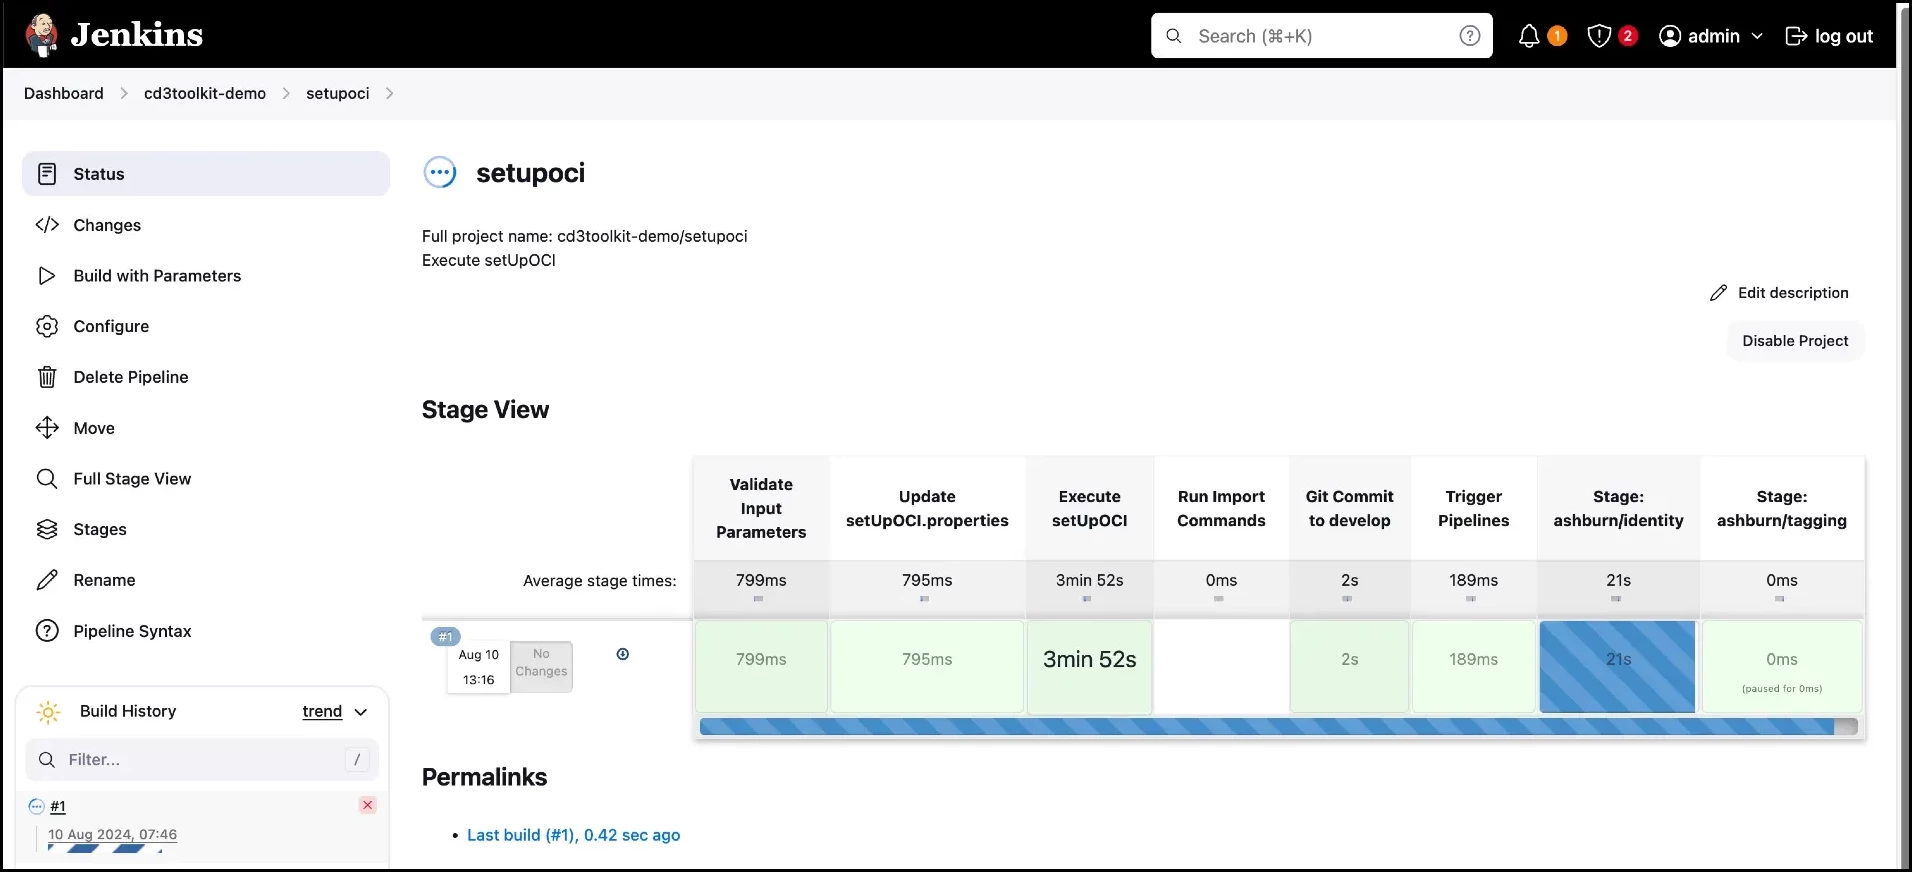 Jenkins
Search (⌘+K)
?
1
2
admin
log out
Dashboard
cd3toolkit-demo
setupoci
Status
Changes
Build with Parameters
Configure
Delete Pipeline
Move
Full Stage View
Stages
Rename
Pipeline Syntax
Build History
trend
Filter...
/
#1
10 Aug 2024, 07:46
setupoci
Full project name: cd3toolkit-demo/setupoci
Execute setUpOCI
Edit description
Disable Project
Stage View
Validate
Input
Parameters
Update
setUpOCI.properties
Execute
setUpOCI
Run Import
Commands
Git Commit
to develop
Trigger
Pipelines
Stage:
ashburn/identity
Stage:
ashburn/tagging
Average stage times:
799ms
795ms
3min 52s
0ms
2s
189ms
21s
0ms
#1
Aug 10
13:16
No
Changes
799ms
795ms
3min 52s
2s
189ms
21s
0ms
(paused for 0ms)
Permalinks
• Last build (#1), 0.42 sec ago